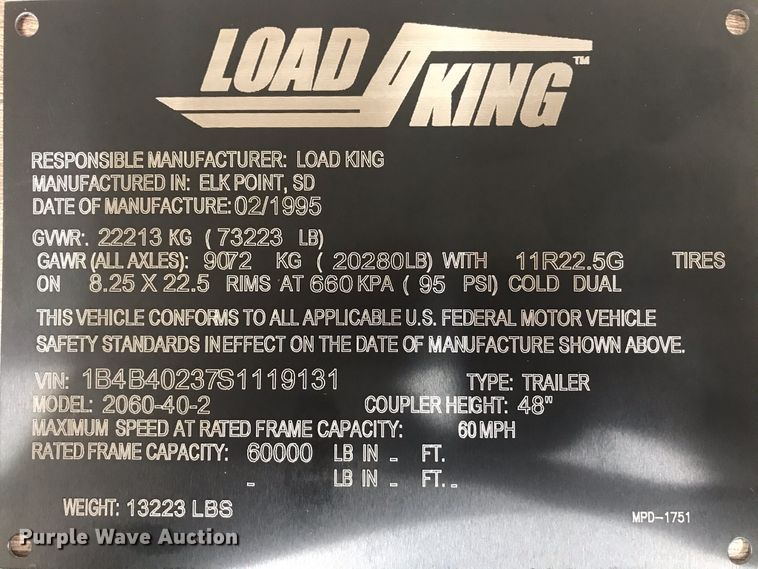 LOAD KING™
RESPONSIBLE MANUFACTURER: LOAD KING
MANUFACTURED IN: ELK POINT, SD
DATE OF MANUFACTURE: 02/1995
GVWR: 22213 KG ( 73223 LB)
GAWR (ALL AXLES): 9072 KG ( 20280LB) WITH 11R22.5G TIRES
ON 8.25 X 22.5 RIMS AT 660 KPA ( 95 PSI) COLD DUAL
THIS VEHICLE CONFORMS TO ALL APPLICABLE U.S. FEDERAL MOTOR VEHICLE
SAFETY STANDARDS IN EFFECT ON THE DATE OF MANUFACTURE SHOWN ABOVE.
VIN: 1B4B40237S1119131 TYPE: TRAILER
MODEL: 2060-40-2 COUPLER HEIGHT: 48"
MAXIMUM SPEED AT RATED FRAME CAPACITY: 60 MPH
RATED FRAME CAPACITY: 60000 LB IN - FT.
- LB IN - FT. -
WEIGHT: 13223 LBS MPD-1751
Purple Wave Auction